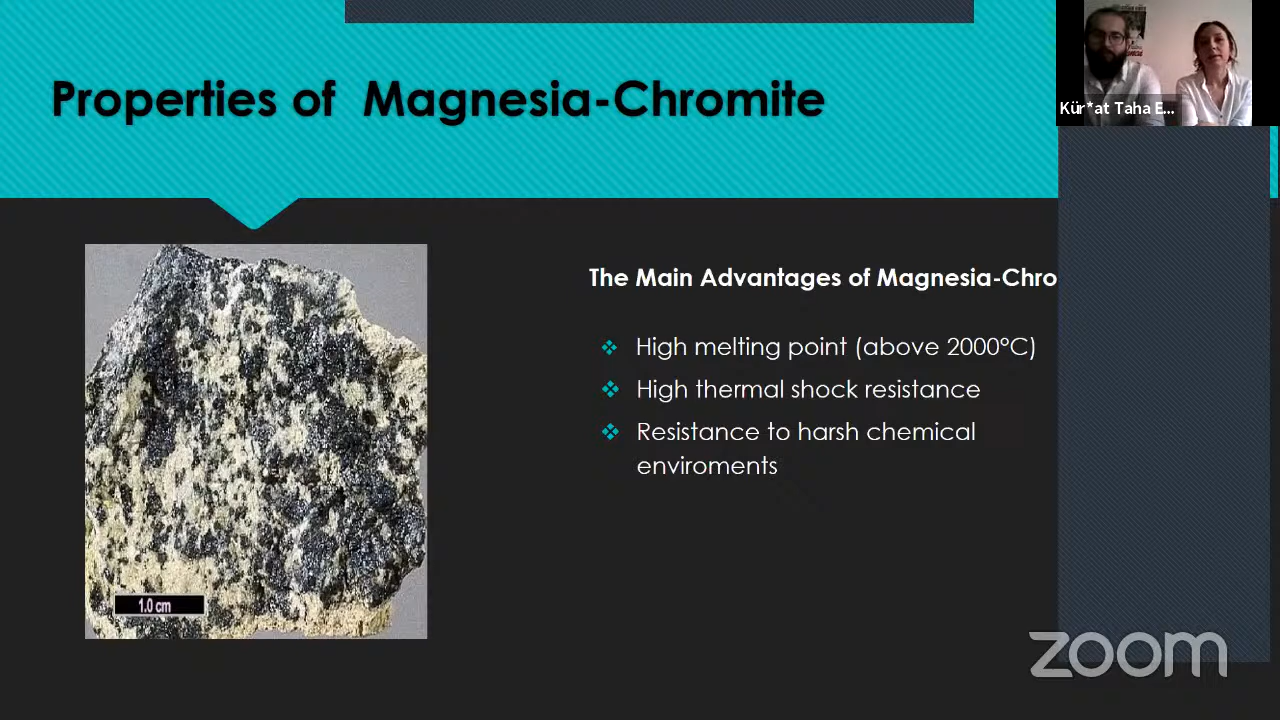 Properties of Magnesia-Chromite
Kür*at Taha E...
The Main Advantages of Magnesia-Chro
High melting point (above 2000°C)
High thermal shock resistance
Resistance to harsh chemical
enviroments
1.0 cm
zoom